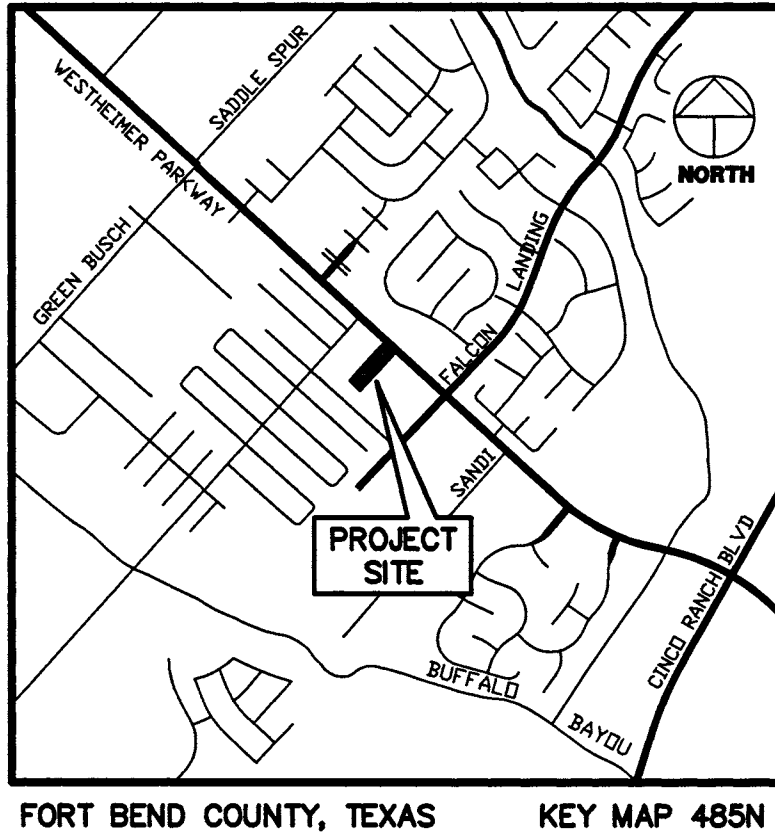 SADDLE SPUR
WESTHEIMER PARKWAY
NORTH
GREEN BUSCH
FALCON LANDING
SANDI
PROJECT
SITE
CINCO RANCH BLVD
BUFFALO
BAYOU
FORT BEND COUNTY, TEXAS
KEY MAP 485N